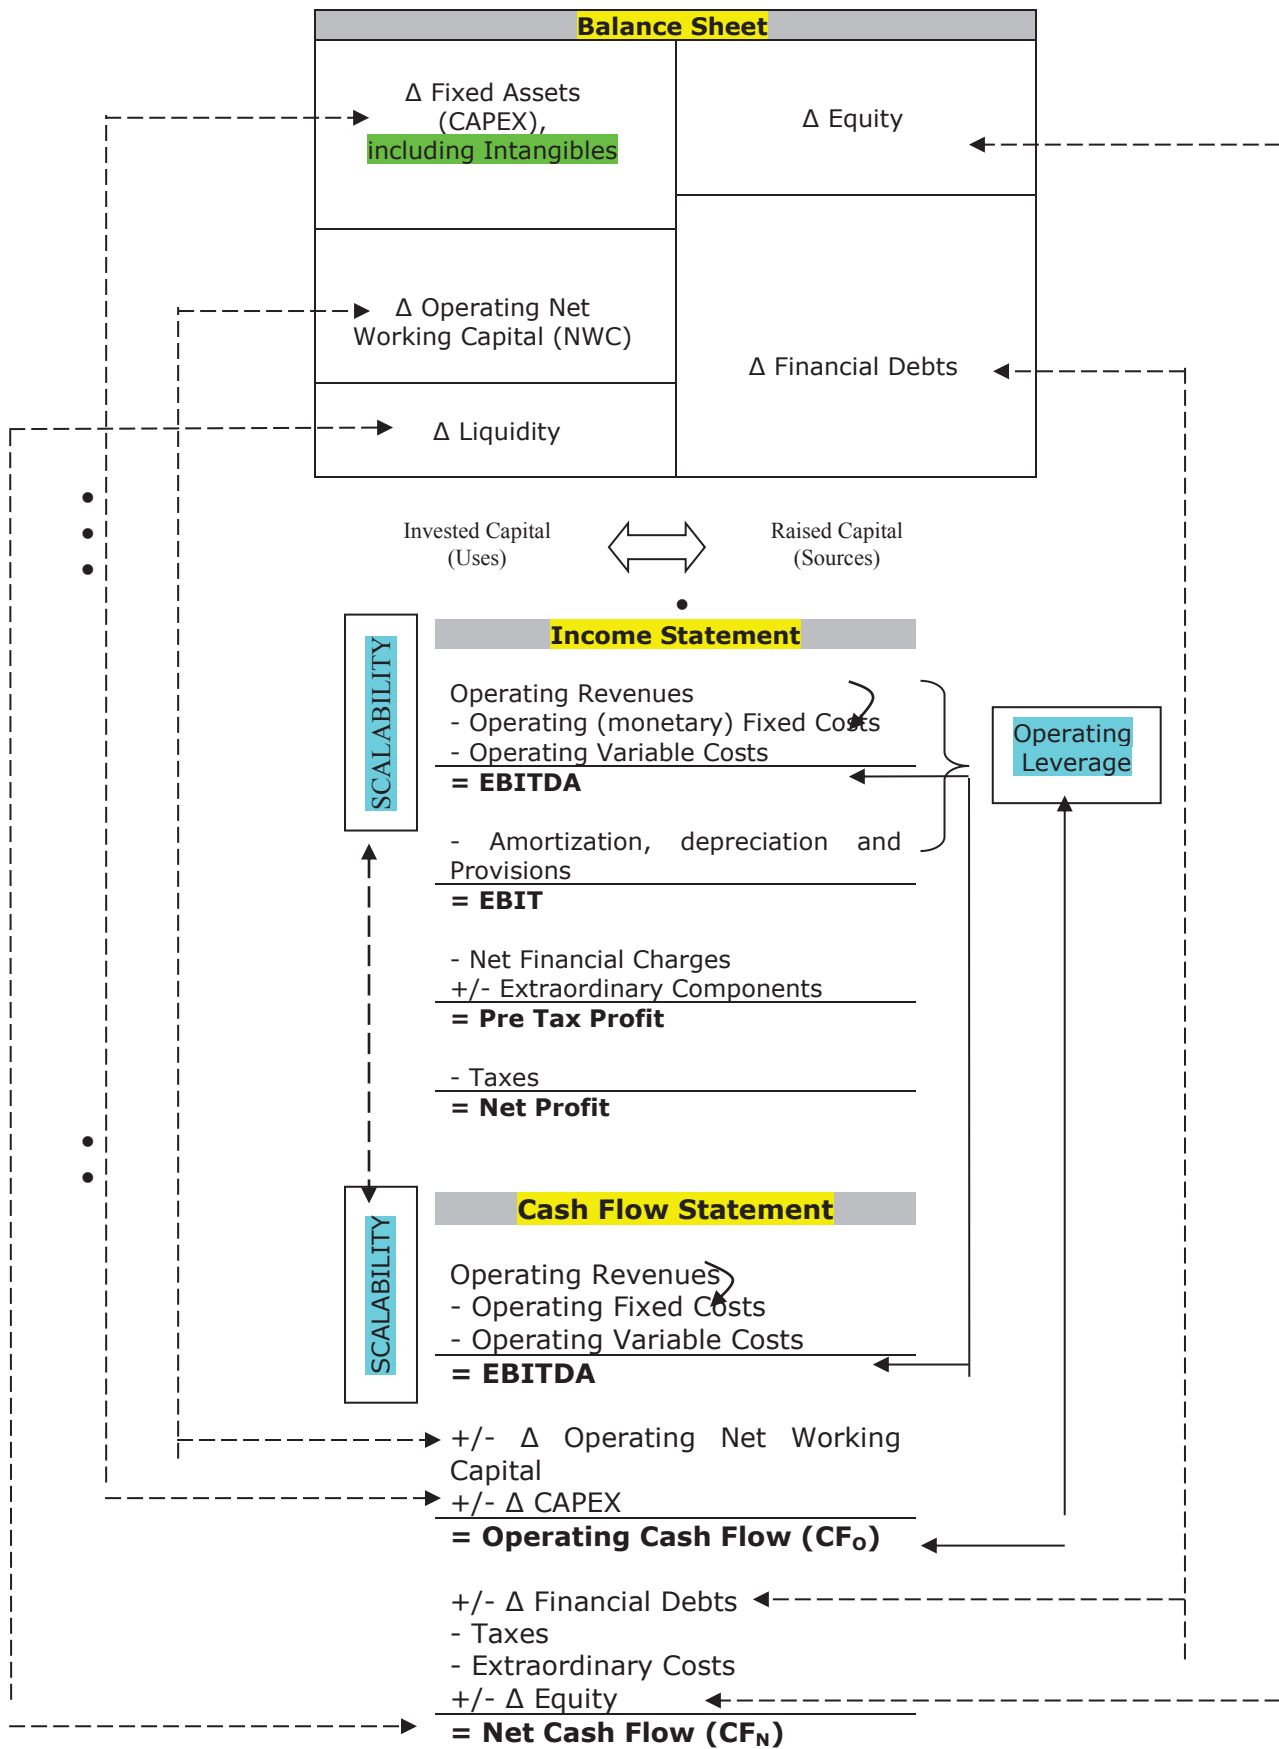 Balance Sheet
Δ Fixed Assets
(CAPEX),
including Intangibles
Δ Equity
Δ Operating Net
Working Capital (NWC)
Δ Financial Debts
Δ Liquidity
Invested Capital
(Uses)
Raised Capital
(Sources)
SCALABILITY
Income Statement
Operating Revenues
- Operating (monetary) Fixed Costs
- Operating Variable Costs
= EBITDA
Operating
Leverage
- Amortization, depreciation and
Provisions
= EBIT
- Net Financial Charges
+/- Extraordinary Components
= Pre Tax Profit
- Taxes
= Net Profit
SCALABILITY
Cash Flow Statement
Operating Revenues
- Operating Fixed Costs
- Operating Variable Costs
= EBITDA
+/- Δ Operating Net Working
Capital
+/- Δ CAPEX
= Operating Cash Flow (CFO)
+/- Δ Financial Debts
- Taxes
- Extraordinary Costs
+/- Δ Equity
= Net Cash Flow (CFN)